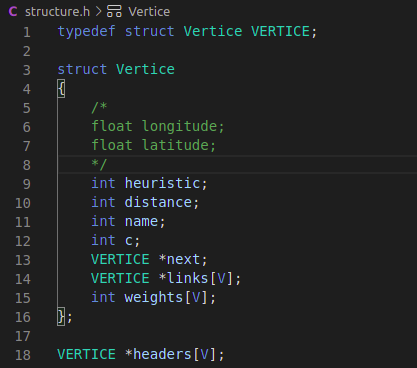 C structure.h > Vertice
1 typedef struct Vertice VERTICE;
2
3 struct Vertice
4 {
5 /*
6 float longitude;
7 float latitude;
8 */
9 int heuristic;
10 int distance;
11 int name;
12 int c;
13 VERTICE *next;
14 VERTICE *links[V];
15 int weights[V];
16 };
17
18 VERTICE *headers[V];